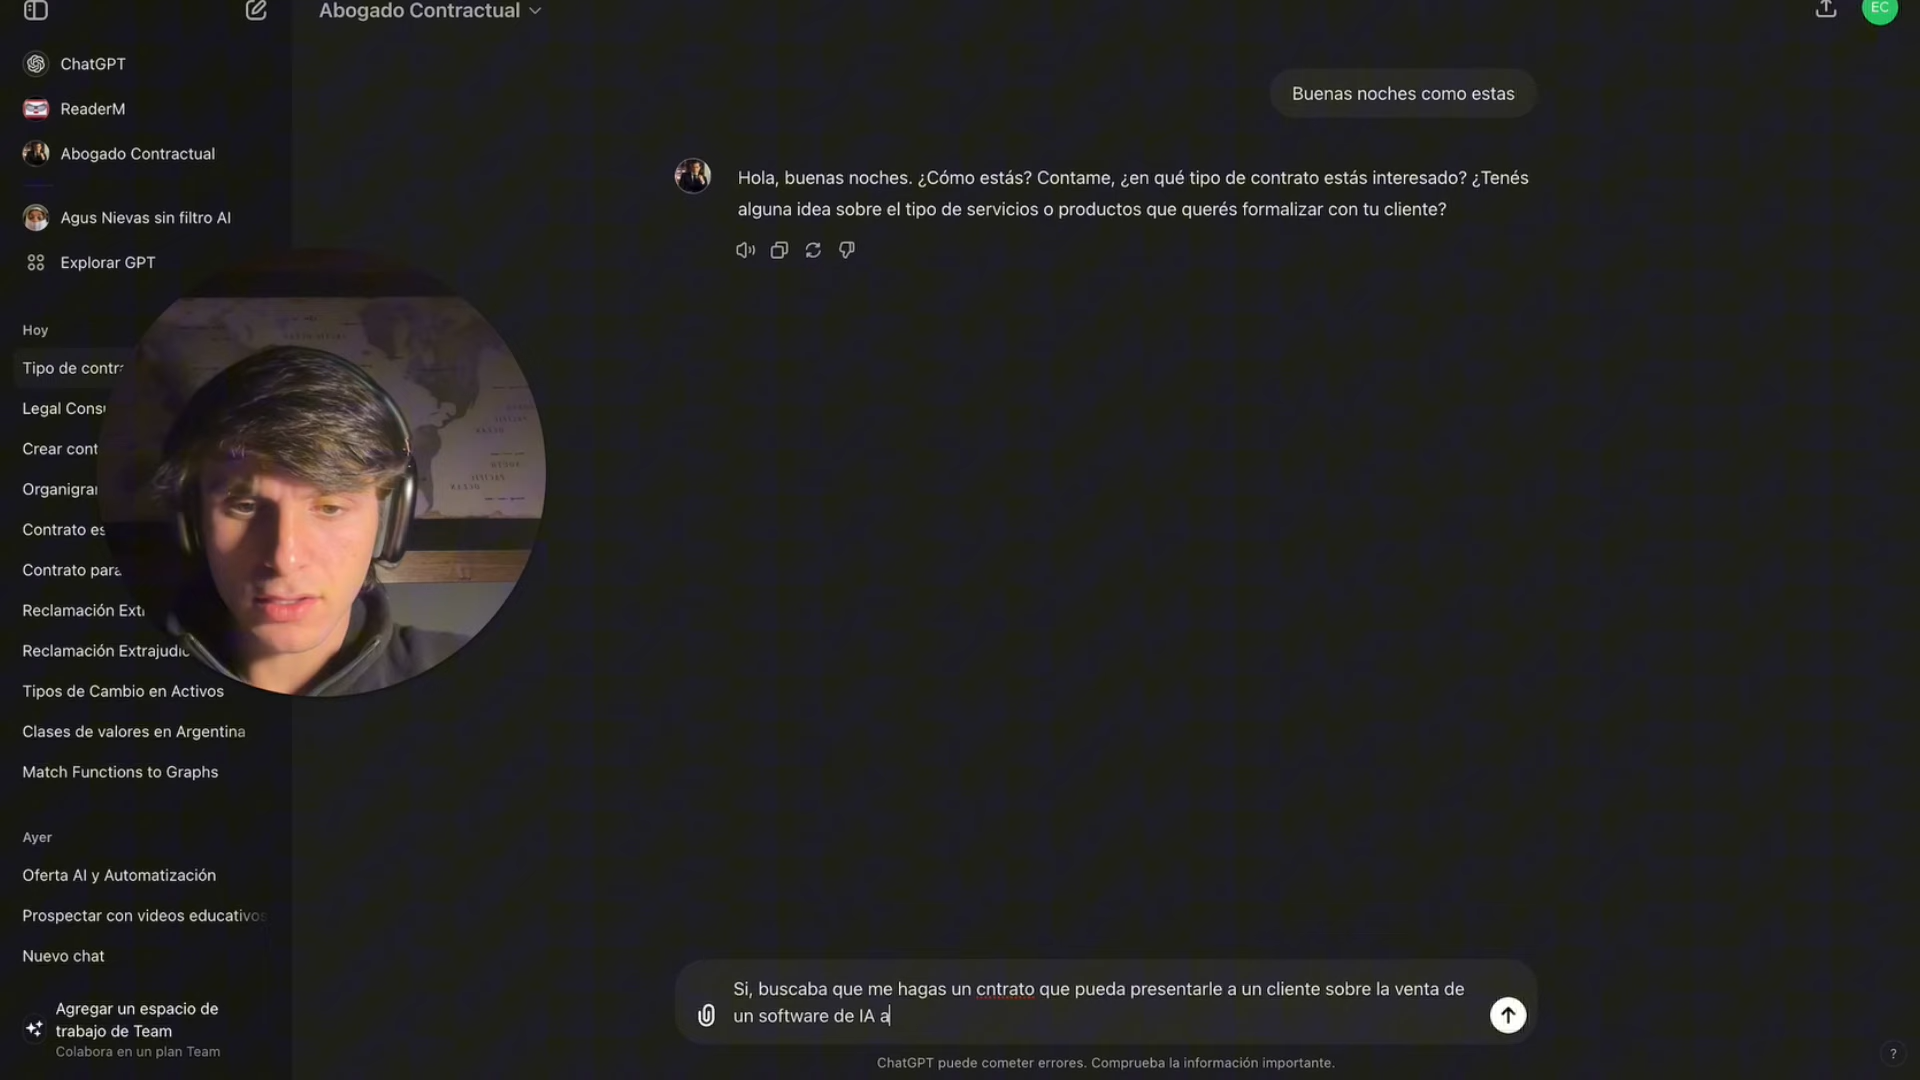 Abogado Contractual
EC
ChatGPT
ReaderM
Abogado Contractual
Agus Nievas sin filtro AI
Explorar GPT
Hoy
Tipo de contr
Legal Cons
Crear cont
Organigra
Contrato es
Contrato para
Reclamación Ext
Reclamación Extrajudic
Tipos de Cambio en Activos
Clases de valores en Argentina
Match Functions to Graphs
Ayer
Oferta AI y Automatización
Prospectar con videos educativos
Nuevo chat
Agregar un espacio de
trabajo de Team
Colabora en un plan Team
Buenas noches como estas
Hola, buenas noches. ¿Cómo estás? Contame, ¿en qué tipo de contrato estás interesado? ¿Tenés
alguna idea sobre el tipo de servicios o productos que querés formalizar con tu cliente?
Si, buscaba que me hagas un cntrato que pueda presentarle a un cliente sobre la venta de
un software de IA a
ChatGPT puede cometer errores. Comprueba la información importante.
?